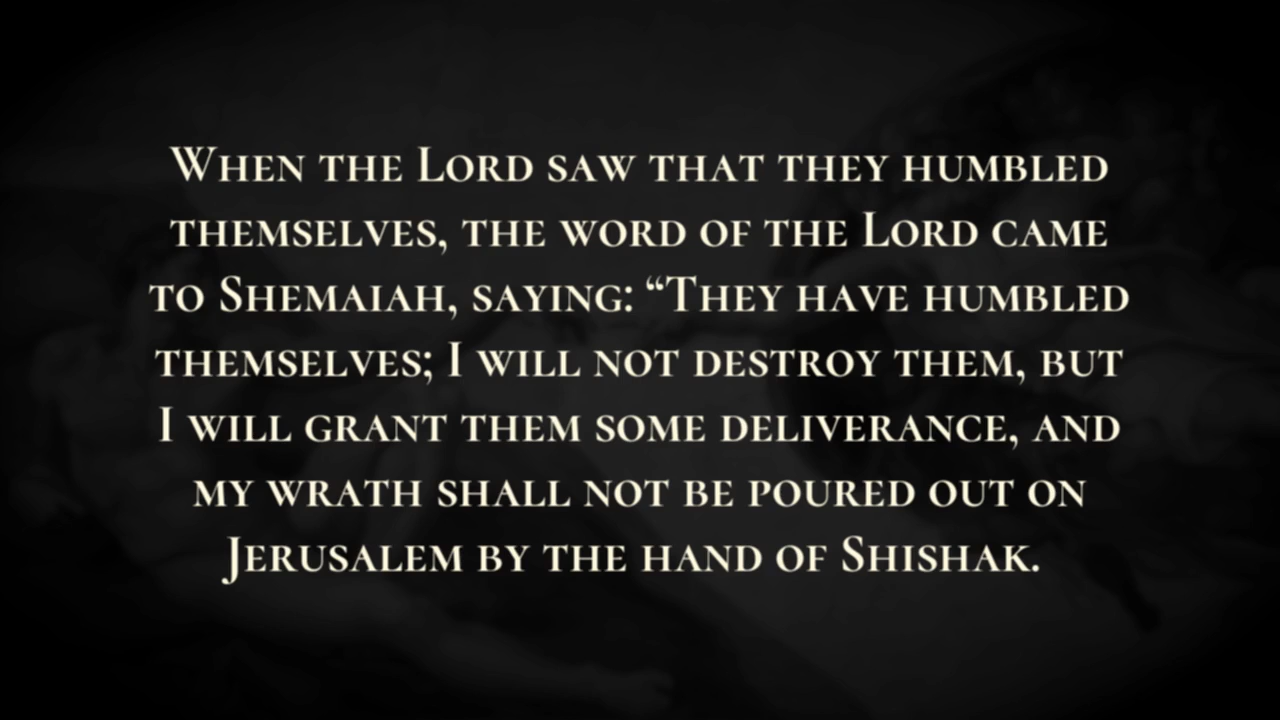 When the Lord saw that they humbled
themselves, the word of the Lord came
to Shemaiah, saying: “They have humbled
themselves; I will not destroy them, but
I will grant them some deliverance, and
my wrath shall not be poured out on
Jerusalem by the hand of Shishak.